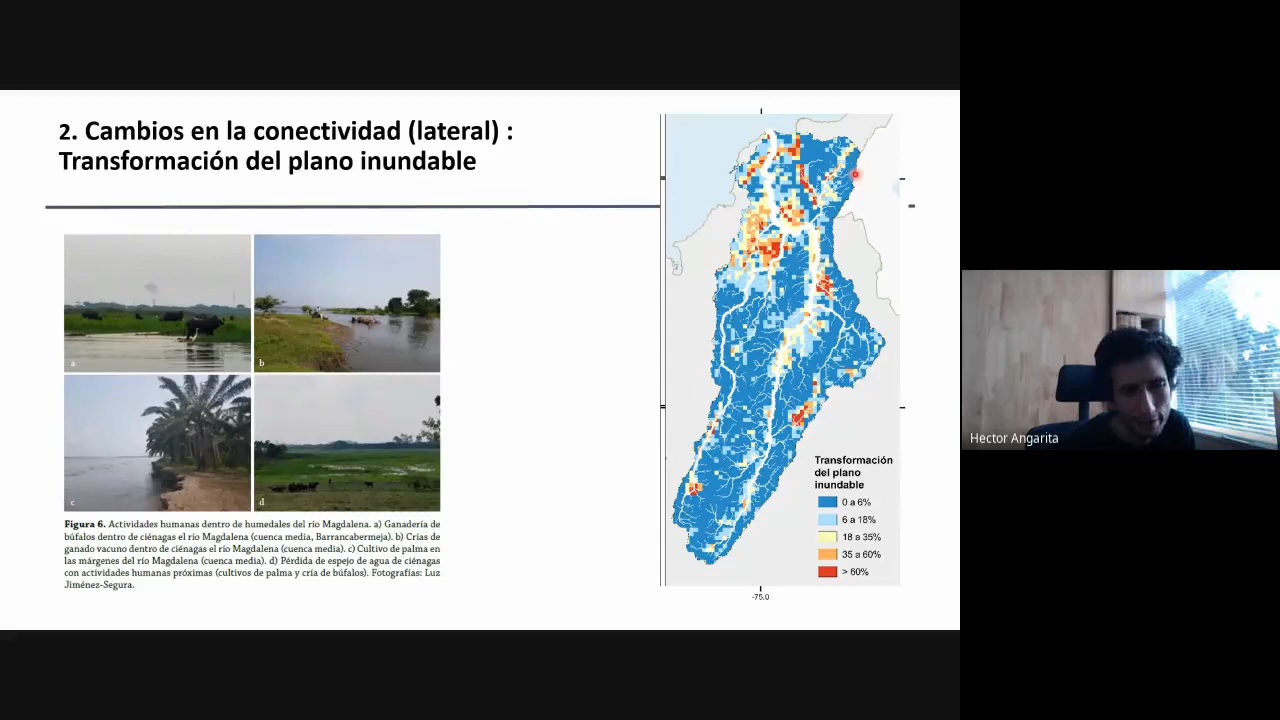 2. Cambios en la conectividad (lateral) :
Transformación del plano inundable
a
b
c
d
Figura 6. Actividades humanas dentro de humedales del río Magdalena. a) Ganadería de
búfalos dentro de ciénagas el río Magdalena (cuenca media, Barrancabermeja). b) Crías de
ganado vacuno dentro de ciénagas el río Magdalena (cuenca media). c) Cultivo de palma en
las márgenes del río Magdalena (cuenca media). d) Pérdida de espejo de agua de ciénagas
con actividades humanas próximas (cultivos de palma y cría de búfalos). Fotografías: Luz
Jiménez-Segura.
Transformación
del plano
inundable
0 a 6%
6 a 18%
18 a 35%
35 a 60%
> 60%
-75.0
Hector Angarita